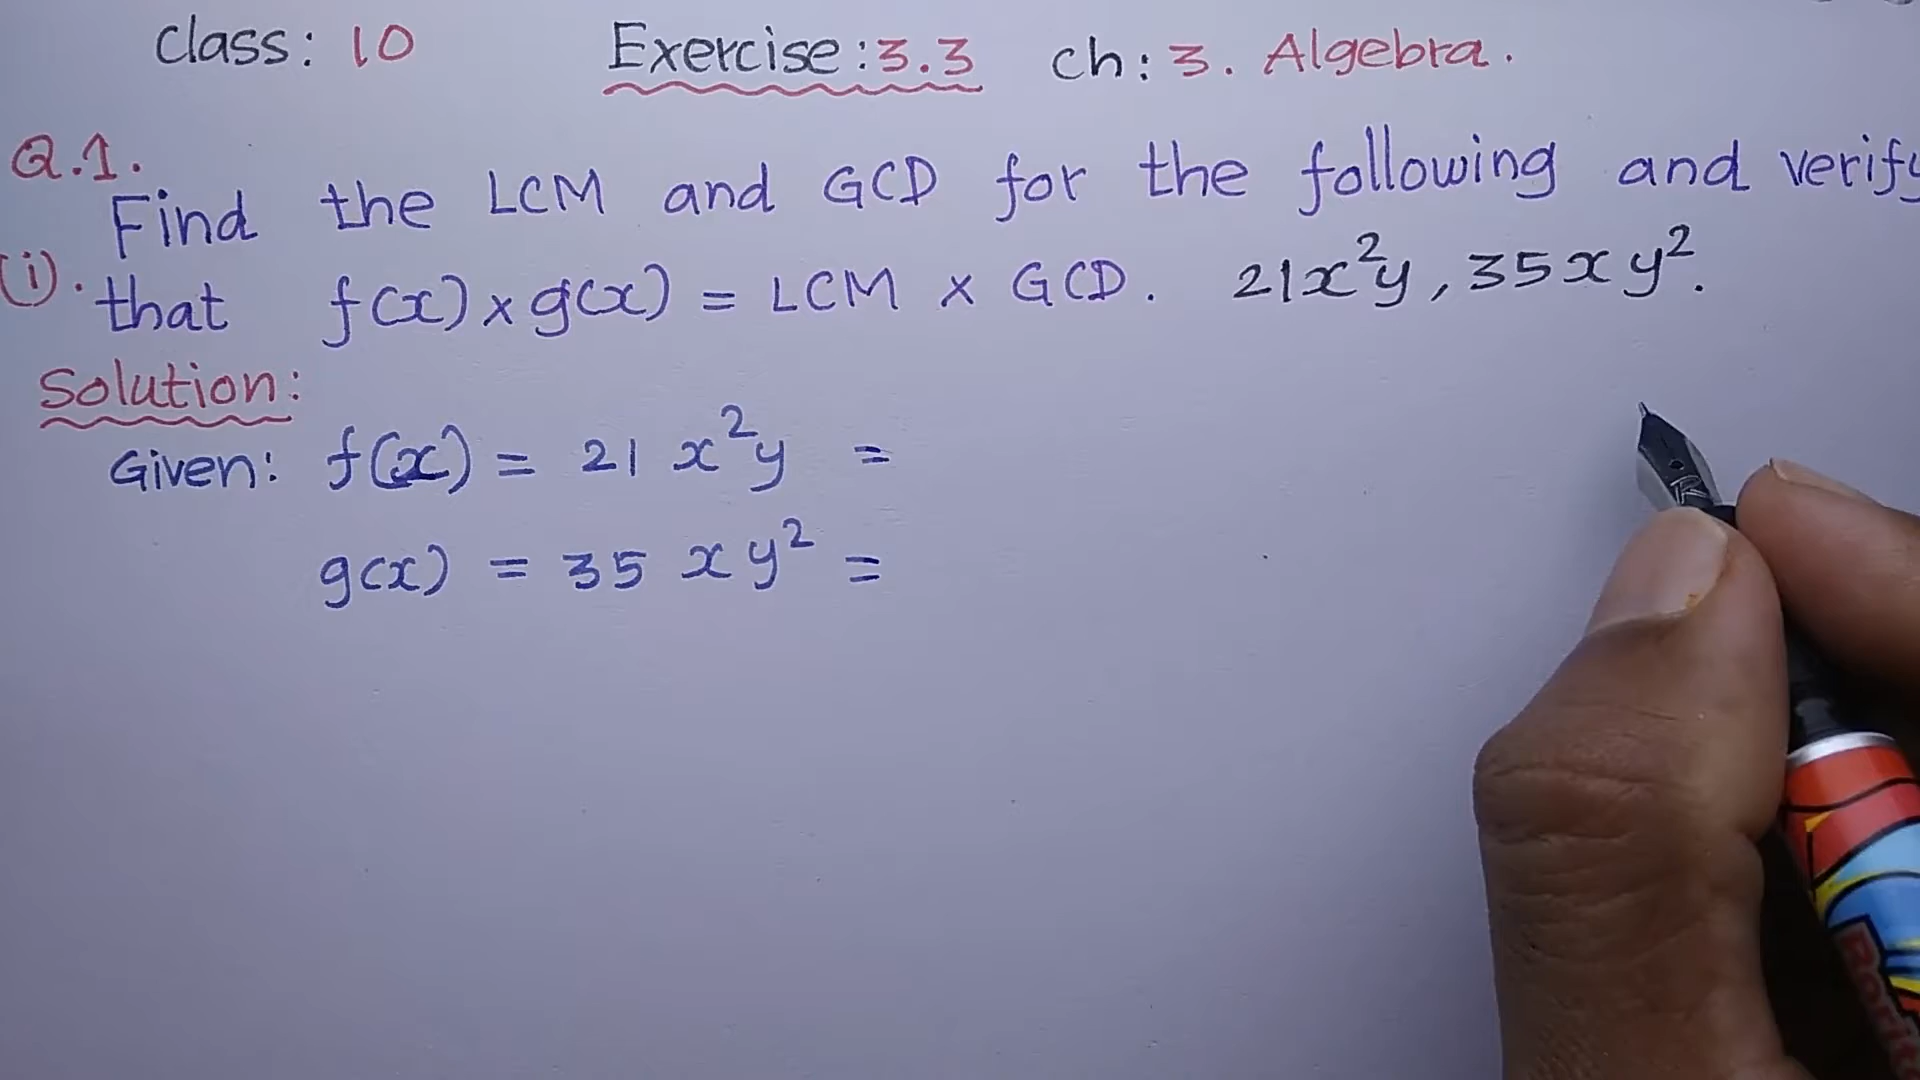 Class: 10 Exercise: 3.3 ch: 3. Algebra.
Q.1.
Find the LCM and GCD for the following and verify
(i). that f(x) x g(x) = LCM x GCD. 21x²y, 35xy².
Solution:
Given: f(x) = 21 x²y =
g(x) = 35 xy² =